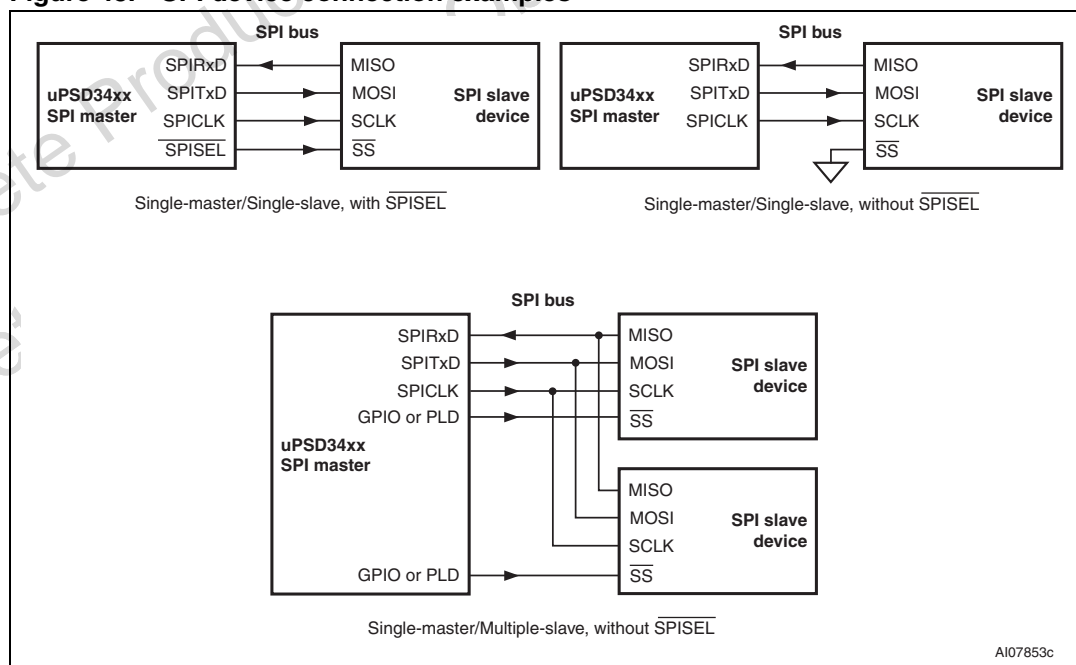 SPI bus
SPIRxD
SPITxD
SPICLK
SPISEL
uPSD34xx
SPI master
MISO
MOSI
SCLK
SS
SPI slave
device
Single-master/Single-slave, with SPISEL
SPI bus
SPIRxD
SPITxD
SPICLK
uPSD34xx
SPI master
MISO
MOSI
SCLK
SS
SPI slave
device
Single-master/Single-slave, without SPISEL
SPI bus
SPIRxD
SPITxD
SPICLK
GPIO or PLD
uPSD34xx
SPI master
GPIO or PLD
MISO
MOSI
SCLK
SS
SPI slave
device
MISO
MOSI
SCLK
SS
SPI slave
device
Single-master/Multiple-slave, without SPISEL
AI07853c